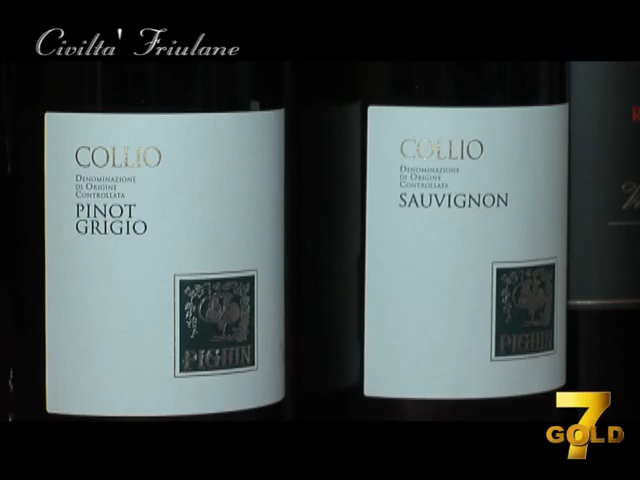 Civilta' Friulane
COLLIO
DENOMINAZIONE
DI ORIGINE
CONTROLLATA
PINOT
GRIGIO
PIGHIN
COLLIO
DENOMINAZIONE
DI ORIGINE
CONTROLLATA
SAUVIGNON
PIGHIN
7
GOLD